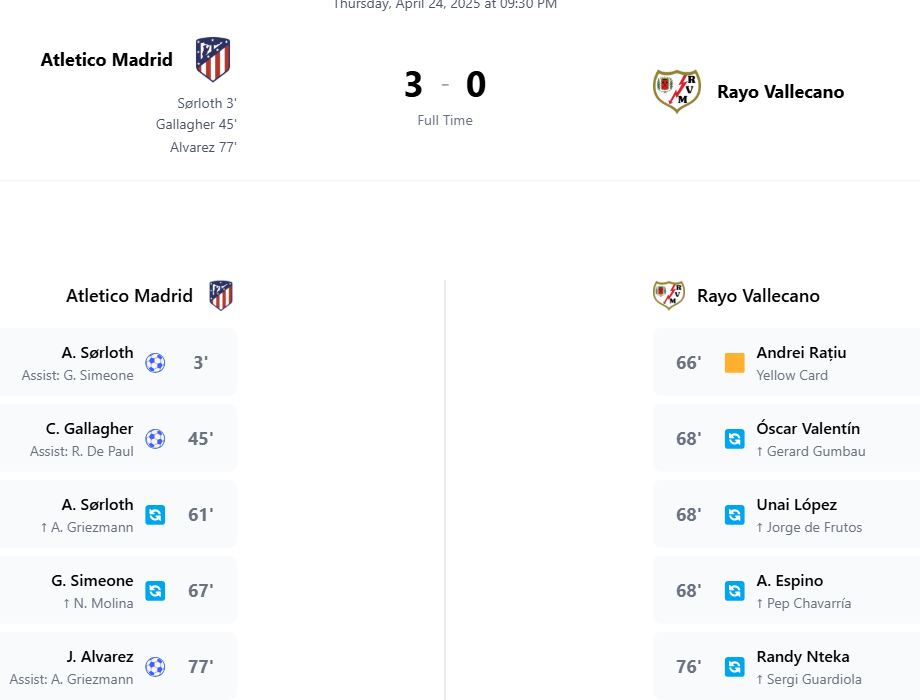 Thursday, April 24, 2025 at 09:30 PM
Atletico Madrid
Sørloth 3'
Gallagher 45'
Alvarez 77'
3 - 0
Full Time
RVM
Rayo Vallecano
Atletico Madrid
A. Sørloth
Assist: G. Simeone
3'
C. Gallagher
Assist: R. De Paul
45'
A. Sørloth
↑ A. Griezmann
61'
G. Simeone
↑ N. Molina
67'
J. Alvarez
Assist: A. Griezmann
77'
RVM
Rayo Vallecano
66'
Andrei Rațiu
Yellow Card
68'
Óscar Valentín
↑ Gerard Gumbau
68'
Unai López
↑ Jorge de Frutos
68'
A. Espino
↑ Pep Chavarría
76'
Randy Nteka
↑ Sergi Guardiola